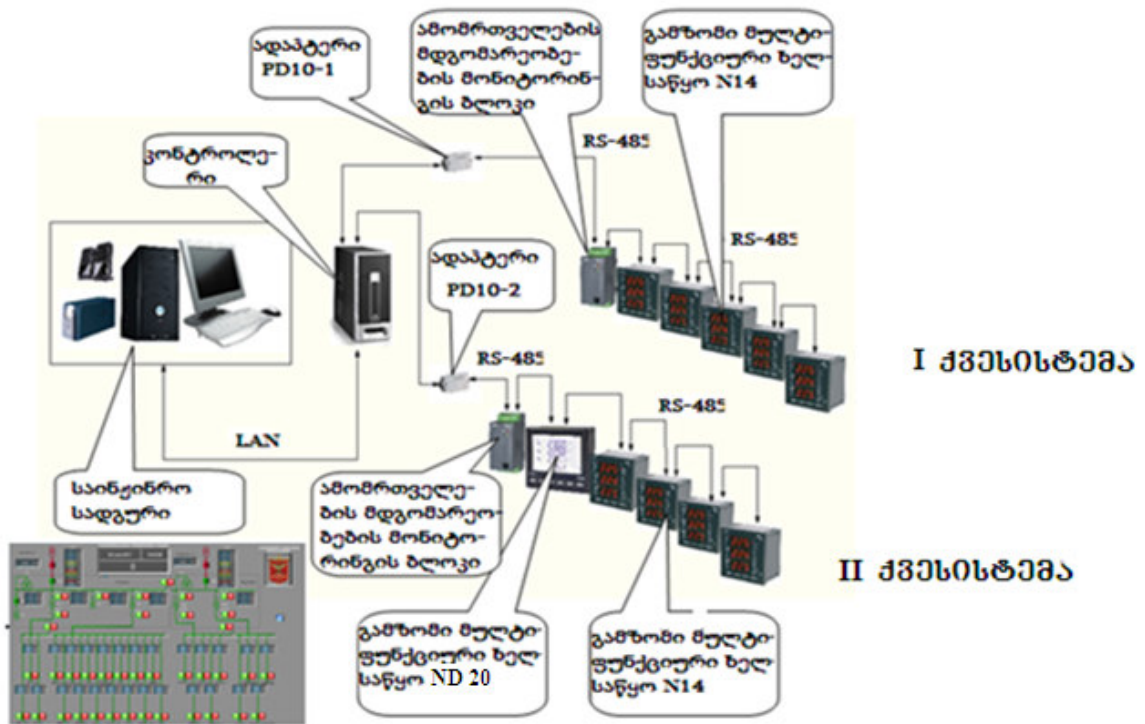 ადაპტერი
PD10-1
ამომრთველების
მდგომარეობე-
ბის მონიტორინ-
გის ბლოკი
გამზომი მულტი-
ფუნქციური ხელ-
საწყო N14
კონტროლე-
რი
RS-485
RS-485
ადაპტერი
PD10-2
RS-485
RS-485
I ქვესისტემა
LAN
საინჟინრო
სადგური
ამომრთველე-
ბის მდგომარეო-
ბების მონიტო-
რინგის ბლოკი
II ქვესისტემა
გამზომი მულტი-
ფუნქციური ხელ-
საწყო ND 20
გამზომი მულტი-
ფუნქციური ხელ-
საწყო N14